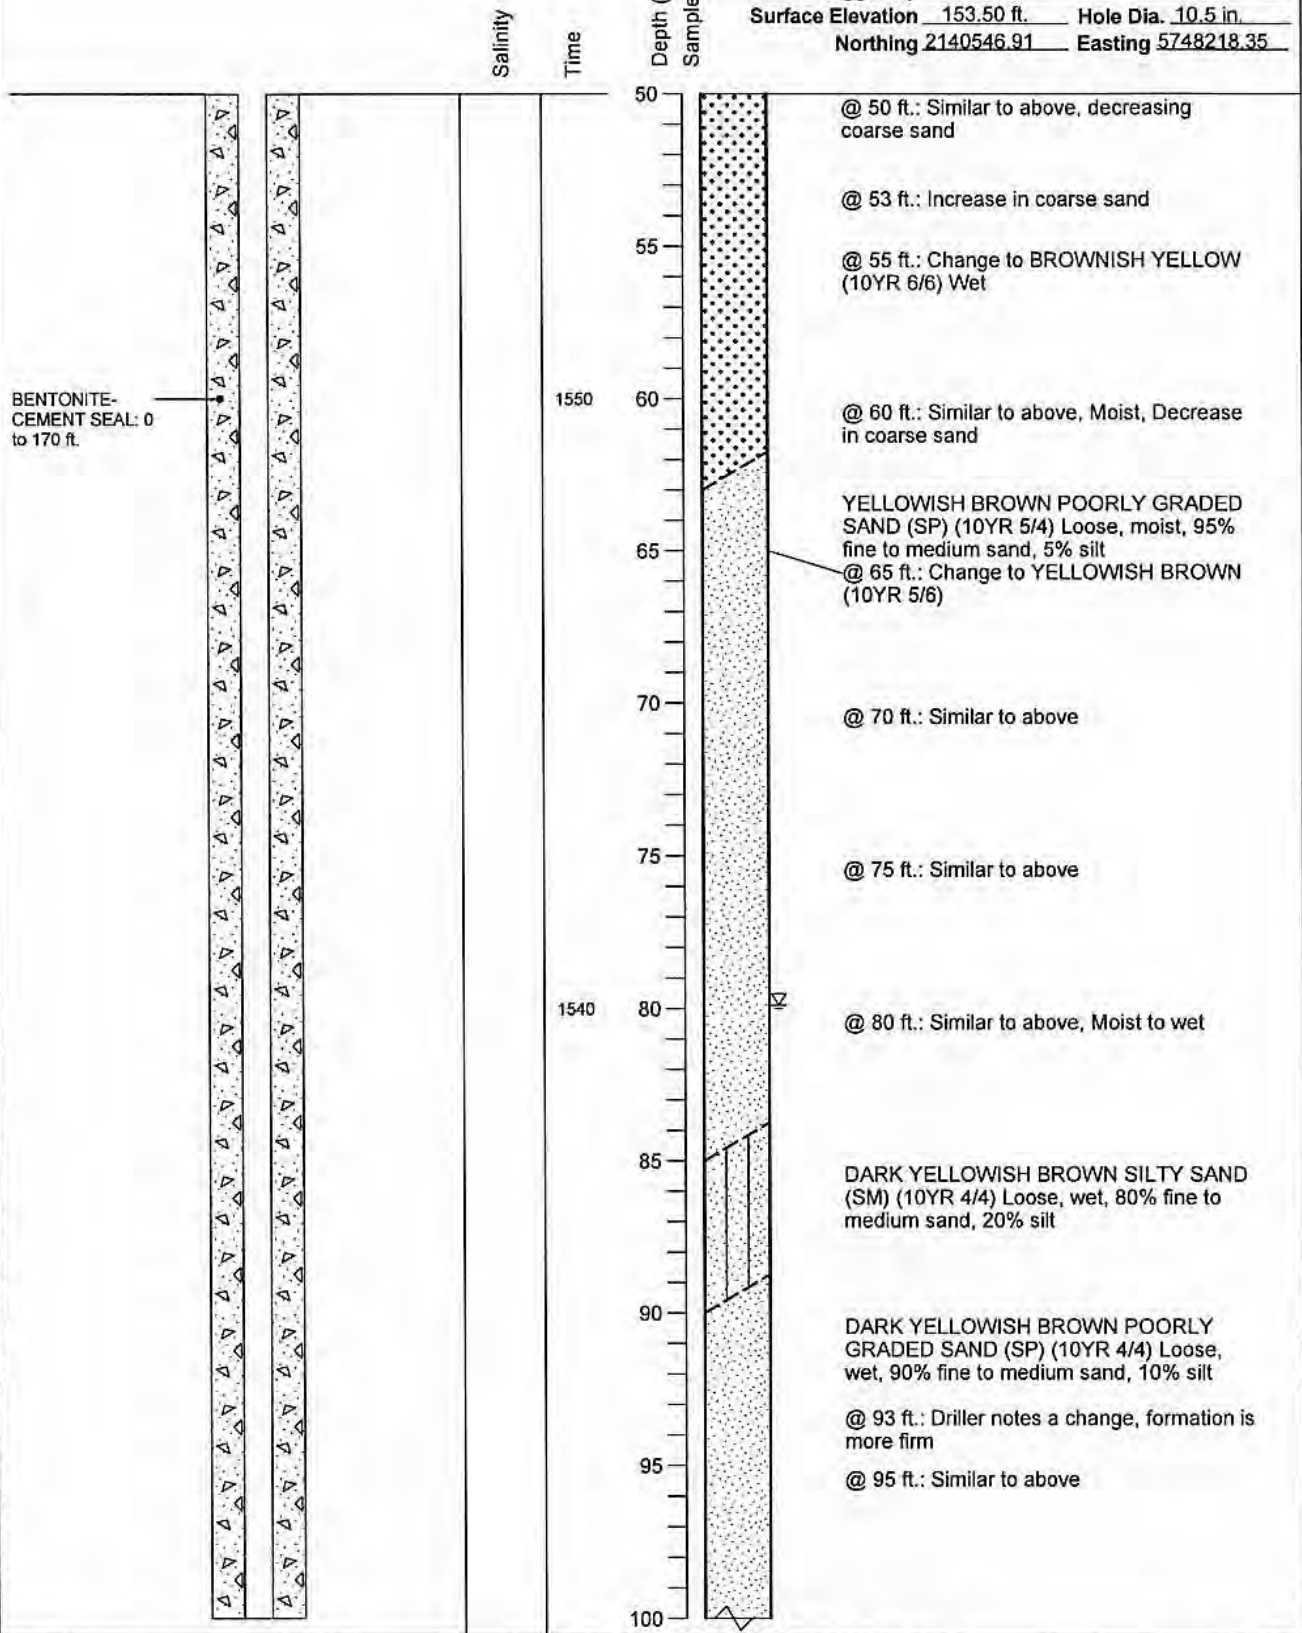 Salinity
Time
Depth (
Sample
Surface Elevation 153.50 ft. Hole Dia. 10.5 in.
Northing 2140546.91 Easting 5748218.35
50
@ 50 ft.: Similar to above, decreasing
coarse sand
@ 53 ft.: Increase in coarse sand
55
@ 55 ft.: Change to BROWNISH YELLOW
(10YR 6/6) Wet
BENTONITE-
CEMENT SEAL: 0
to 170 ft.
1550
60
@ 60 ft.: Similar to above, Moist, Decrease
in coarse sand
YELLOWISH BROWN POORLY GRADED
SAND (SP) (10YR 5/4) Loose, moist, 95%
fine to medium sand, 5% silt
65
@ 65 ft.: Change to YELLOWISH BROWN
(10YR 5/6)
70
@ 70 ft.: Similar to above
75
@ 75 ft.: Similar to above
1540
80
@ 80 ft.: Similar to above, Moist to wet
85
DARK YELLOWISH BROWN SILTY SAND
(SM) (10YR 4/4) Loose, wet, 80% fine to
medium sand, 20% silt
90
DARK YELLOWISH BROWN POORLY
GRADED SAND (SP) (10YR 4/4) Loose,
wet, 90% fine to medium sand, 10% silt
@ 93 ft.: Driller notes a change, formation is
more firm
95
@ 95 ft.: Similar to above
100